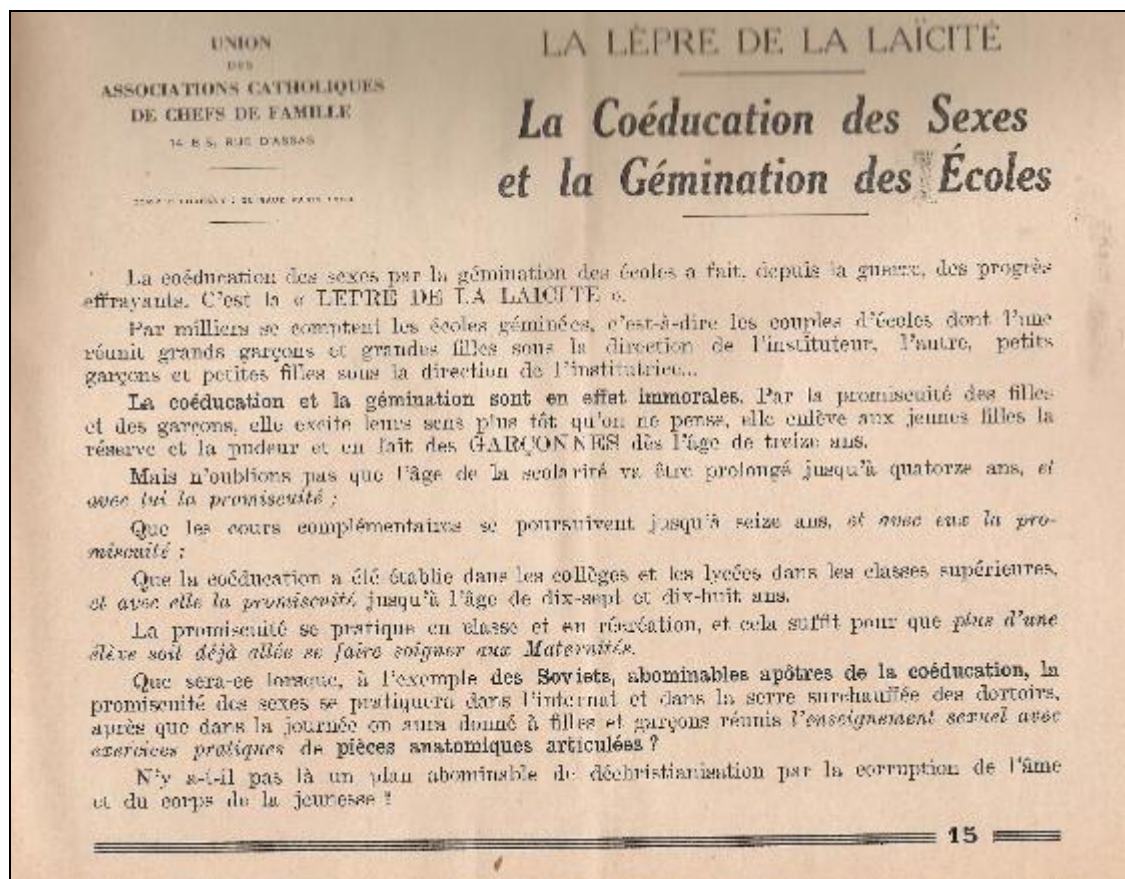 UNION
DES
ASSOCIATIONS CATHOLIQUES
DE CHEFS DE FAMILLE
14 BIS, RUE D'ASSAS
LA LÈPRE DE LA LAÏCITÉ
La Coéducation des Sexes
et la Gémination des Écoles
La coéducation des sexes par la gémination des écoles a fait, depuis la guerre, des progrès
effrayants. C'est la « LEPRE DE LA LAICITE ».
Par milliers se comptent les écoles géminées, c'est-à-dire les couples d'écoles dont l'une
réunit grands garçons et grandes filles sous la direction de l'instituteur, l'autre, petits
garçons et petites filles sous la direction de l'institutrice...
La coéducation et la gémination sont en effet immorales. Par la promiscuité des filles
et des garçons, elle excite leurs sens plus tôt qu'on ne pense, elle enlève aux jeunes filles la
réserve et la pudeur et en fait des GARÇONNES dès l'âge de treize ans.
Mais n'oublions pas que l'âge de la scolarité va être prolongé jusqu'à quatorze ans, et
avec lui la promiscuité ;
Que les cours complémentaires se poursuivent jusqu'à seize ans, et avec eux la pro-
miscuité ;
Que la coéducation a été établie dans les collèges et les lycées dans les classes supérieures,
et avec elle la promiscuité jusqu'à l'âge de dix-sept et dix-huit ans.
La promiscuité se pratique en classe et en récréation, et cela suffit pour que plus d'une
élève soit déjà allée se faire soigner aux Maternités.
Que sera-ce lorsque, à l'exemple des Soviets, abominables apôtres de la coéducation, la
promiscuité des sexes se pratiquera dans l'internat et dans la serre surchauffée des dortoirs,
après que dans la journée on aura donné à filles et garçons réunis l'enseignement sexuel avec
exercices pratiques de pièces anatomiques articulées ?
N'y a-t-il pas là un plan abominable de déchristianisation par la corruption de l'âme
et du corps de la jeunesse ?
15